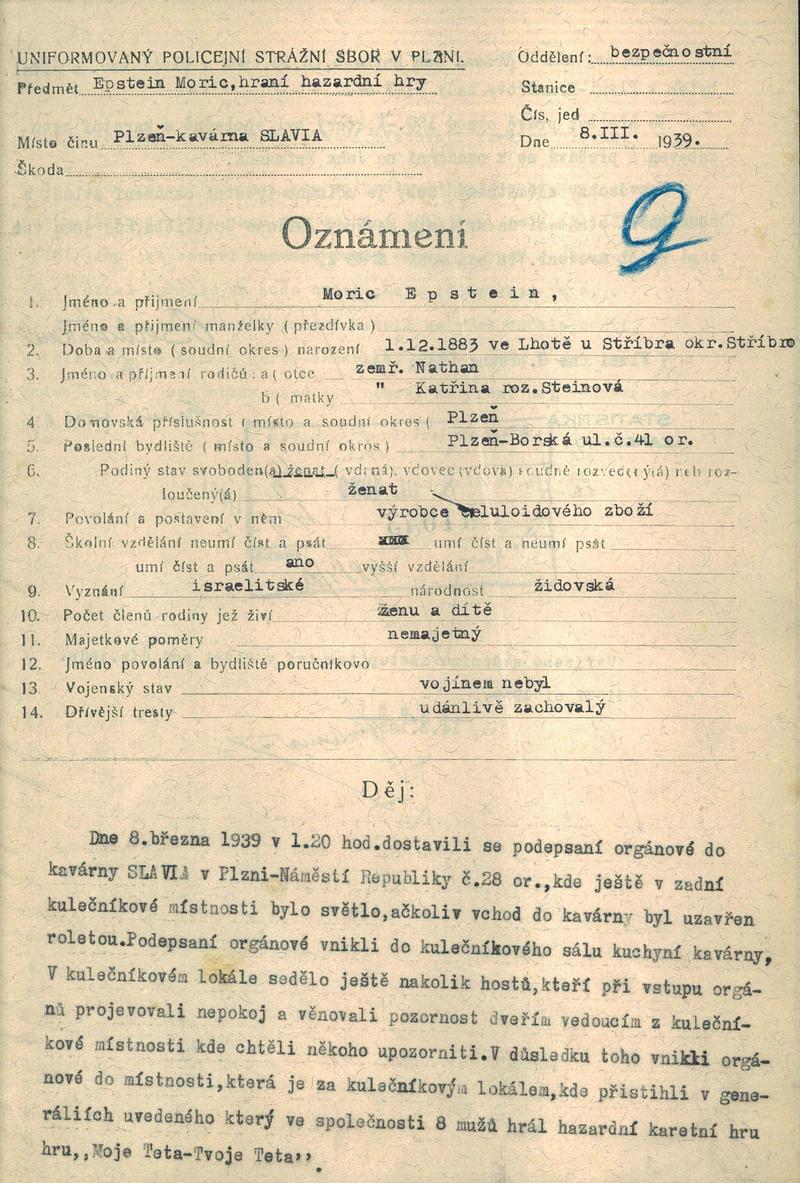 UNIFORMOVANÝ POLICEJNÍ STRÁŽNÍ SBOR V PLZNI.
Oddělení: bezpečnostní
Předmět Epstein Moric,hraní hazardní hry
Stanice
Čís, jed
Místo činu Plzeň-kavárna SLAVIA
Dne 8.III. 1939.
Škoda
9
Oznámení
1. Jméno a přijmení Moric Epstein,
Jméno a přijmení manželky (přezdívka)
2. Doba a místo (soudní okres) narození 1.12.1883 ve Lhotě u Stříbra okr.Stříbro
3. Jméno a příjmení rodičů: a ( otce zemř. Nathan
b ( matky " Katřina roz.Steinová
4. Domovská příslušnost ( místo a soudní okres ( Plzeň
5. Poslední bydliště ( místo a soudní okres ) Plzeň-Borská ul.č.41 or.
6. Rodiný stav svoboden(a) ženat ( vdaná), vdovec (vdova) soudně rozvedený(á) neb roz-
loučený(á) ženat
7. Povolání a postavení v něm výrobce celuloidového zboží
8. Školní vzdělání neumí číst a psát xxx umí číst a neumí psát
umí číst a psát ano vyšší vzdělání
9. Vyznání israelitské národnost židovská
10. Počet členů rodiny jež živí ženu a dítě
11. Majetkové poměry nemajetný
12. Jméno povolání a bydliště poručníkovo
13. Vojenský stav vojínem nebyl
14. Dřívější tresty udánlivě zachovalý
Děj:
Dne 8.března 1939 v 1.20 hod.dostavili se podepsaní orgánové do
kavárny SLAVIA v Plzni-Náměstí Republiky č.28 or.,kde ještě v zadní
kulečníkové místnosti bylo světlo,ačkoliv vchod do kavárny byl uzavřen
roletou.Podepsaní orgánové vnikli do kulečníkového sálu kuchyní kavárny,
V kulečníkovém lokále sedělo ještě nakolik hostů,kteří při vstupu orgá-
nů projevovali nepokoj a věnovali pozornost dveřím vedoucím z kuleční-
kové místnosti kde chtěli někoho upozorniti.V důsledku toho vnikli orgá-
nové do místnosti,která je za kulečníkovým lokálem,kde přistihli v gene-
ráliích uvedeného který ve společnosti 8 mužů hrál hazardní karetní hru
hru,,Moje Teta-Tvoje Teta,,.